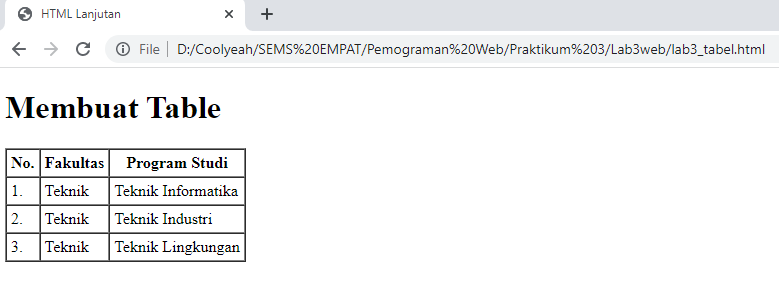 HTML Lanjutan
File D:/Coolyeah/SEMS%20EMPAT/Pemograman%20Web/Praktikum%203/Lab3web/lab3_tabel.html
Membuat Table
No. Fakultas Program Studi
1. Teknik Teknik Informatika
2. Teknik Teknik Industri
3. Teknik Teknik Lingkungan